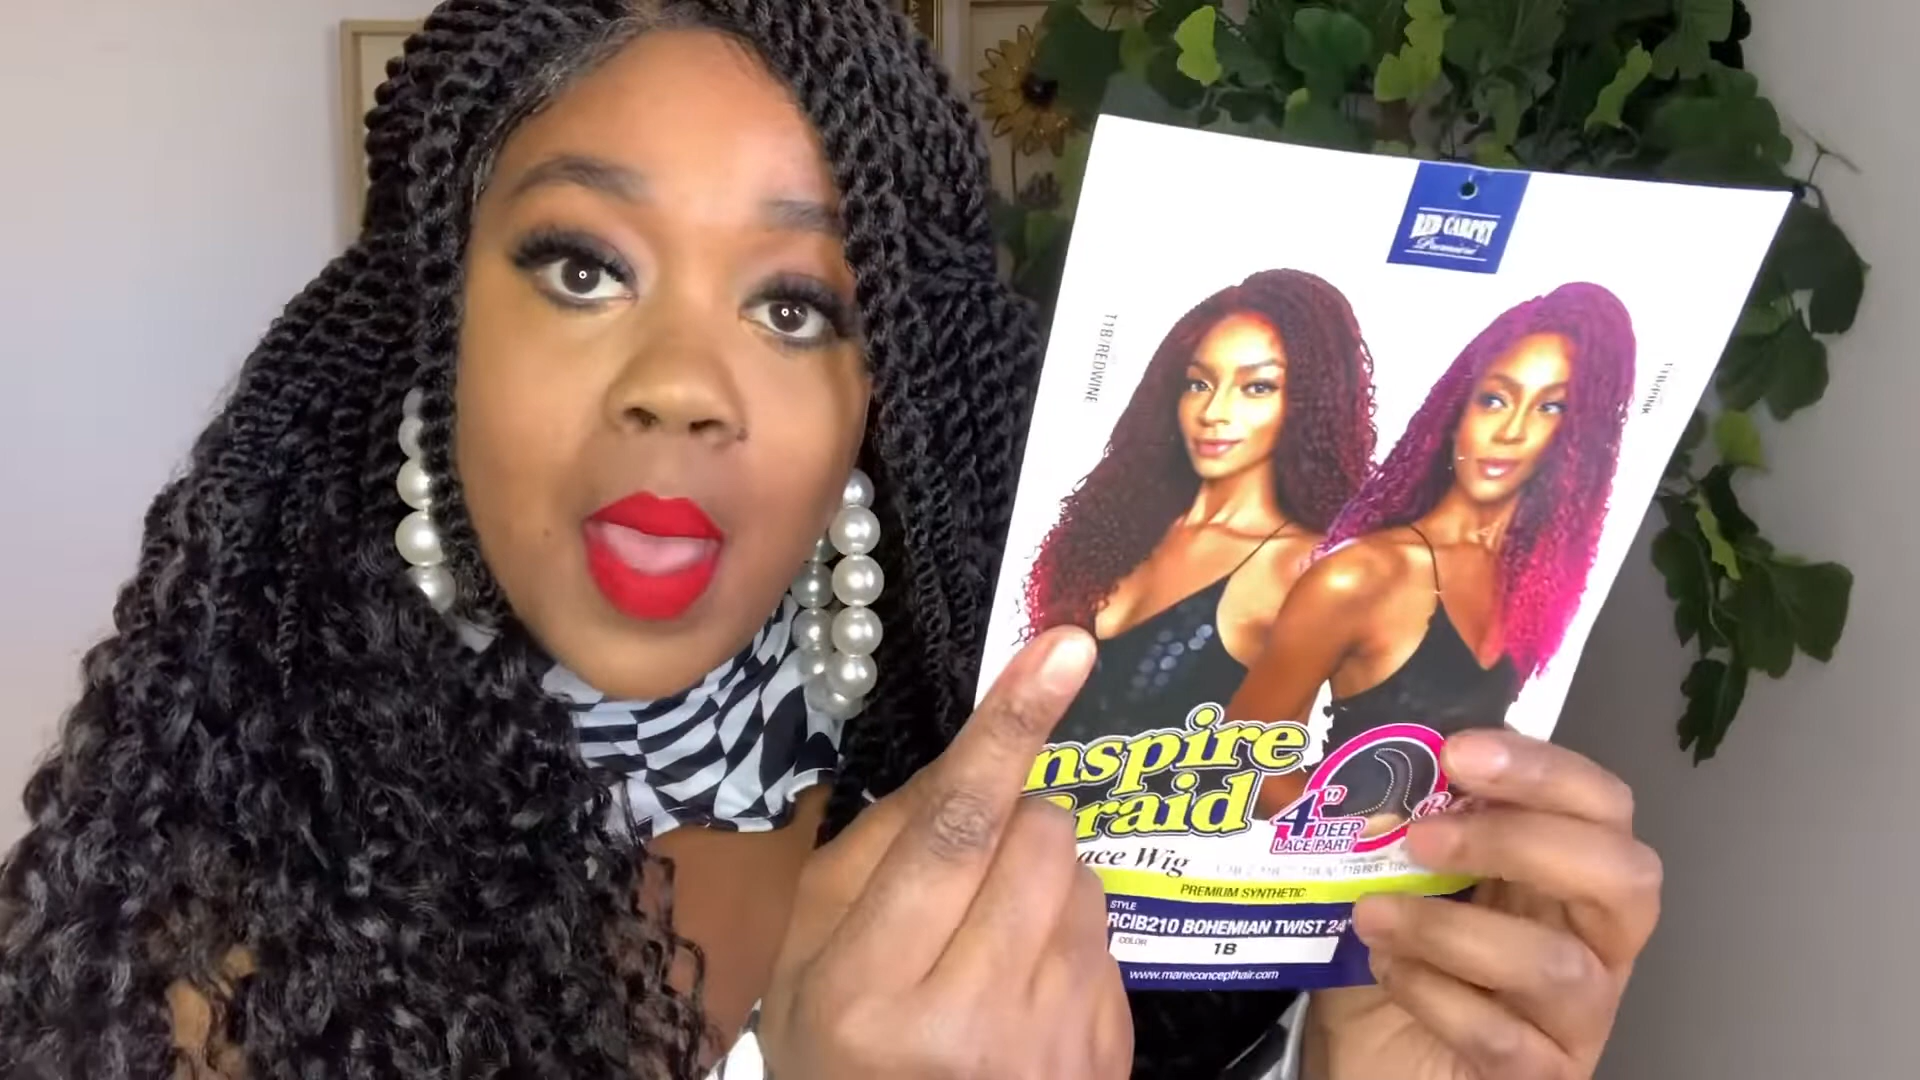 RED CARPET
Premiere
T1B/REDWINE
T1B/PINK
nspire
raid
ace Wig
4"
DEEP
LACE PART
PREMIUM SYNTHETIC
STYLE
RCIB210 BOHEMIAN TWIST 24"
COLOR
1B
www.maneconcepthair.com